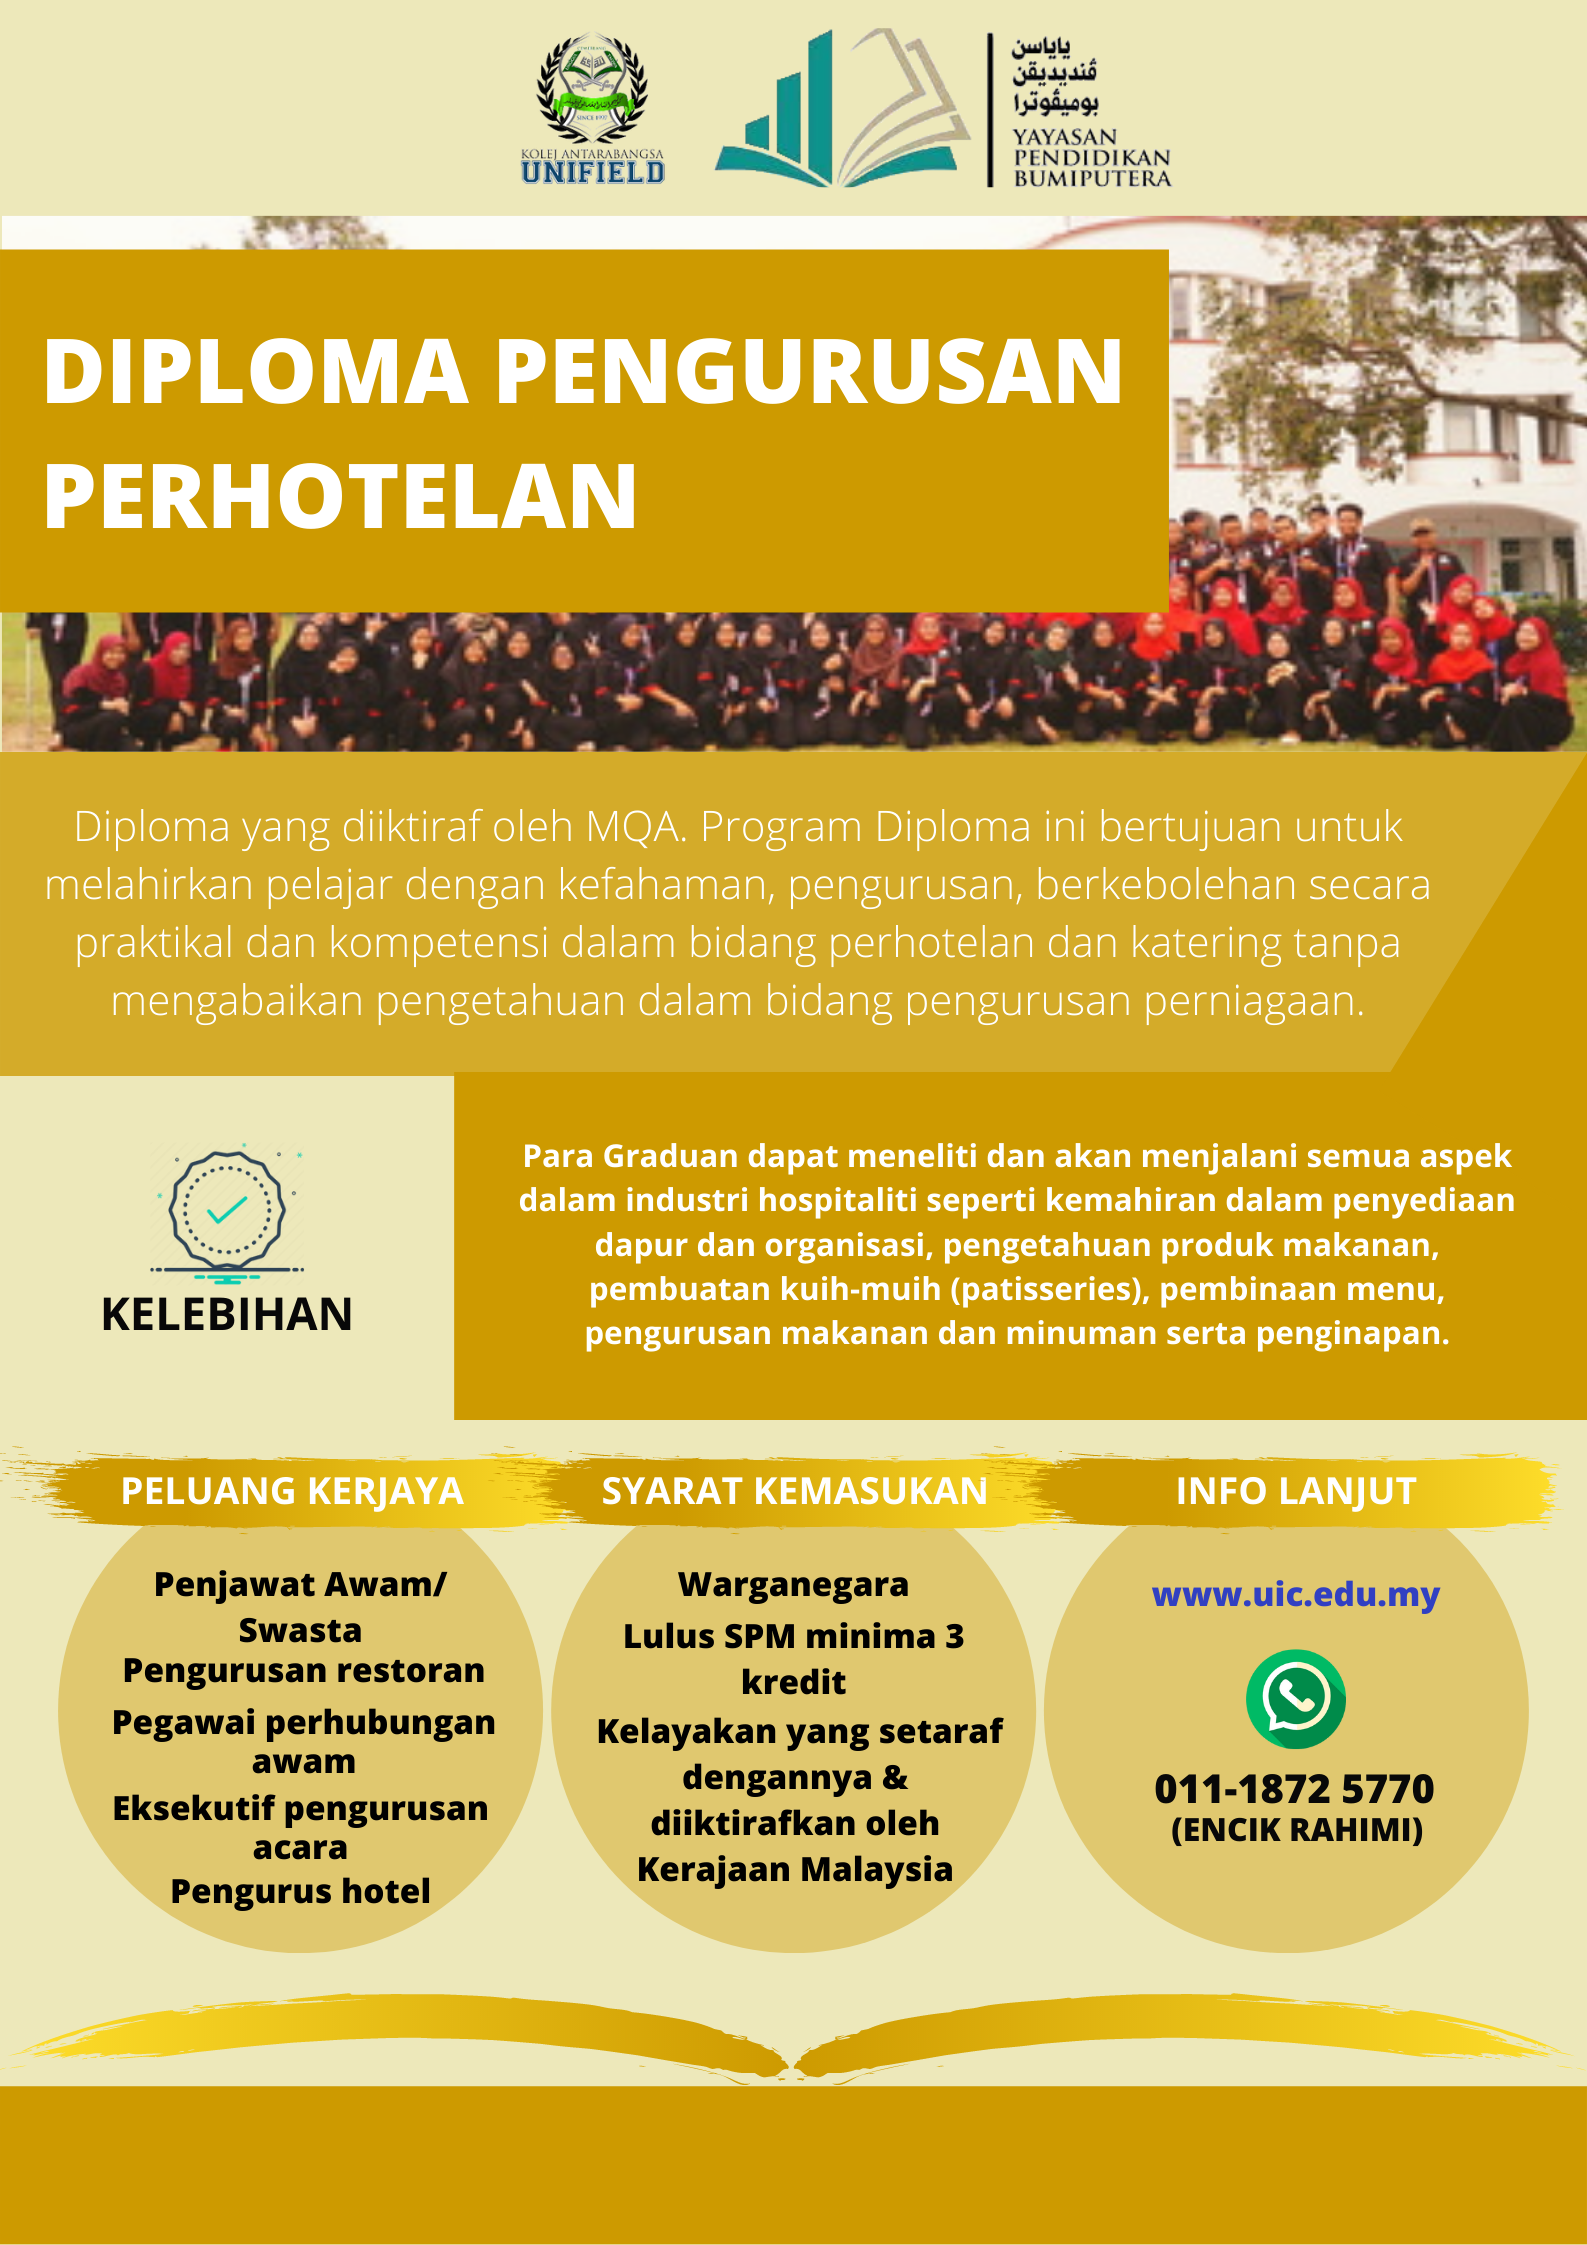 KOLEJ ANTARABANGSA
UNIFIELD
SINCE 1997
ياياسن
ڤنديديقن
بوميڤوترا
YAYASAN
PENDIDIKAN
BUMIPUTERA
DIPLOMA PENGURUSAN
PERHOTELAN
Diploma yang diiktiraf oleh MQA. Program Diploma ini bertujuan untuk
melahirkan pelajar dengan kefahaman, pengurusan, berkebolehan secara
praktikal dan kompetensi dalam bidang perhotelan dan katering tanpa
mengabaikan pengetahuan dalam bidang pengurusan perniagaan.
KELEBIHAN
Para Graduan dapat meneliti dan akan menjalani semua aspek
dalam industri hospitaliti seperti kemahiran dalam penyediaan
dapur dan organisasi, pengetahuan produk makanan,
pembuatan kuih-muih (patisseries), pembinaan menu,
pengurusan makanan dan minuman serta penginapan.
PELUANG KERJAYA
Penjawat Awam/
Swasta
Pengurusan restoran
Pegawai perhubungan
awam
Eksekutif pengurusan
acara
Pengurus hotel
SYARAT KEMASUKAN
Warganegara
Lulus SPM minima 3
kredit
Kelayakan yang setaraf
dengannya &
diiktirafkan oleh
Kerajaan Malaysia
INFO LANJUT
www.uic.edu.my
011-1872 5770
(ENCIK RAHIMI)